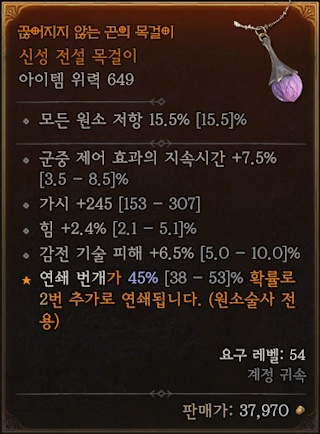 끊어지지 않는 끈의 목걸이
신성 전설 목걸이
아이템 위력 649
모든 원소 저항 15.5% [15.5]%
군중 제어 효과의 지속시간 +7.5%
[3.5 – 8.5]%
가시 +245 [153 – 307]
힘 +2.4% [2.1 – 5.1]%
감전 기술 피해 +6.5% [5.0 – 10.0]%
연쇄 번개가 45% [38 – 53]% 확률로
2번 추가로 연쇄됩니다. (원소술사 전
용)
요구 레벨: 54
계정 귀속
판매가: 37,970